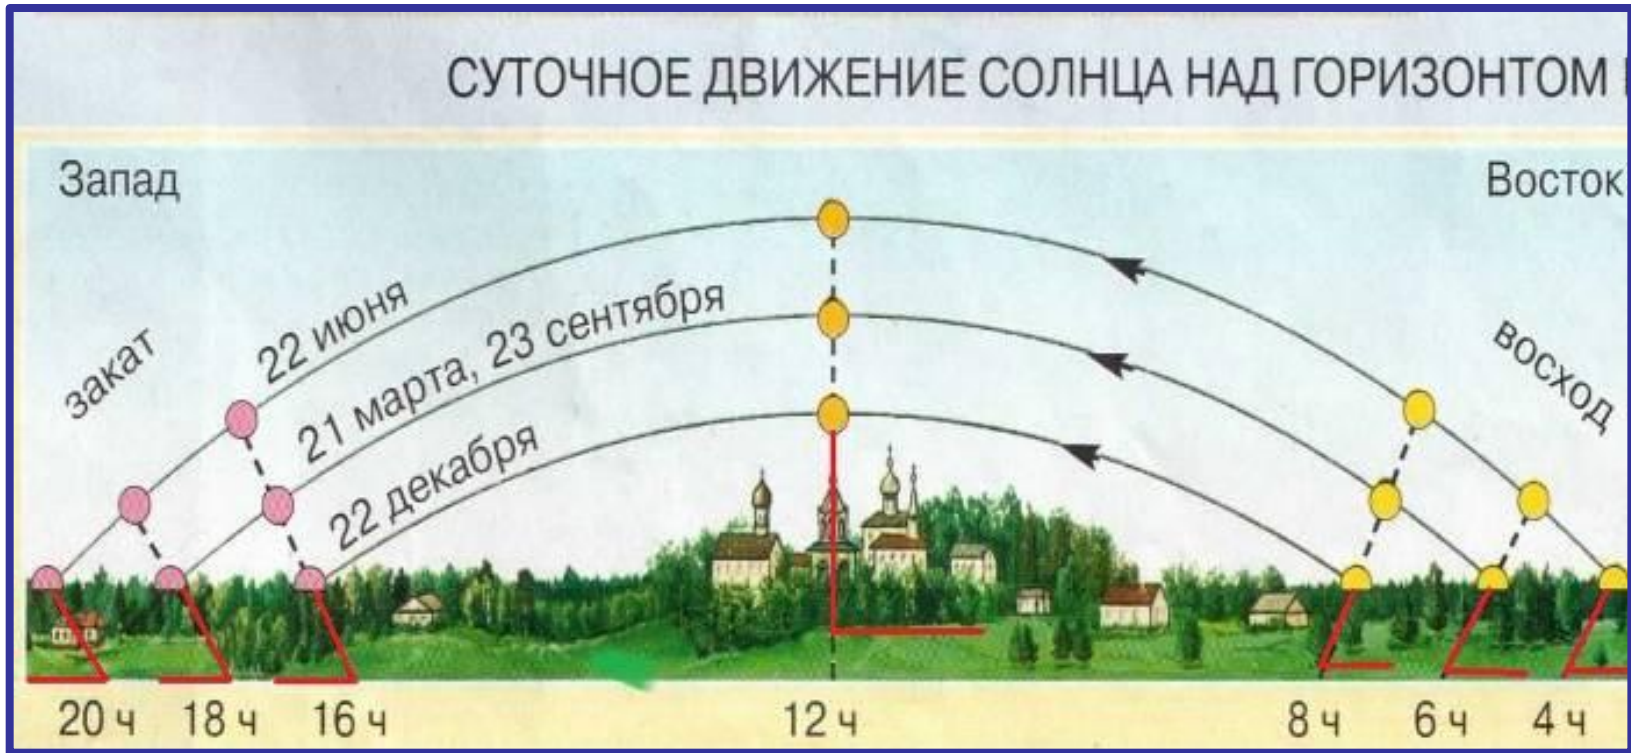 СУТОЧНОЕ ДВИЖЕНИЕ СОЛНЦА НАД ГОРИЗОНТОМ
Запад
Восток
закат
22 июня
21 марта, 23 сентября
22 декабря
восход
20 ч 18 ч 16 ч 12 ч 8 ч 6 ч 4 ч